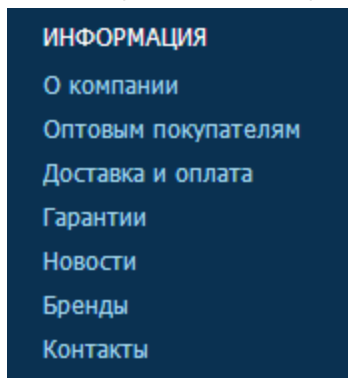 ИНФОРМАЦИЯ
О компании
Оптовым покупателям
Доставка и оплата
Гарантии
Новости
Бренды
Контакты